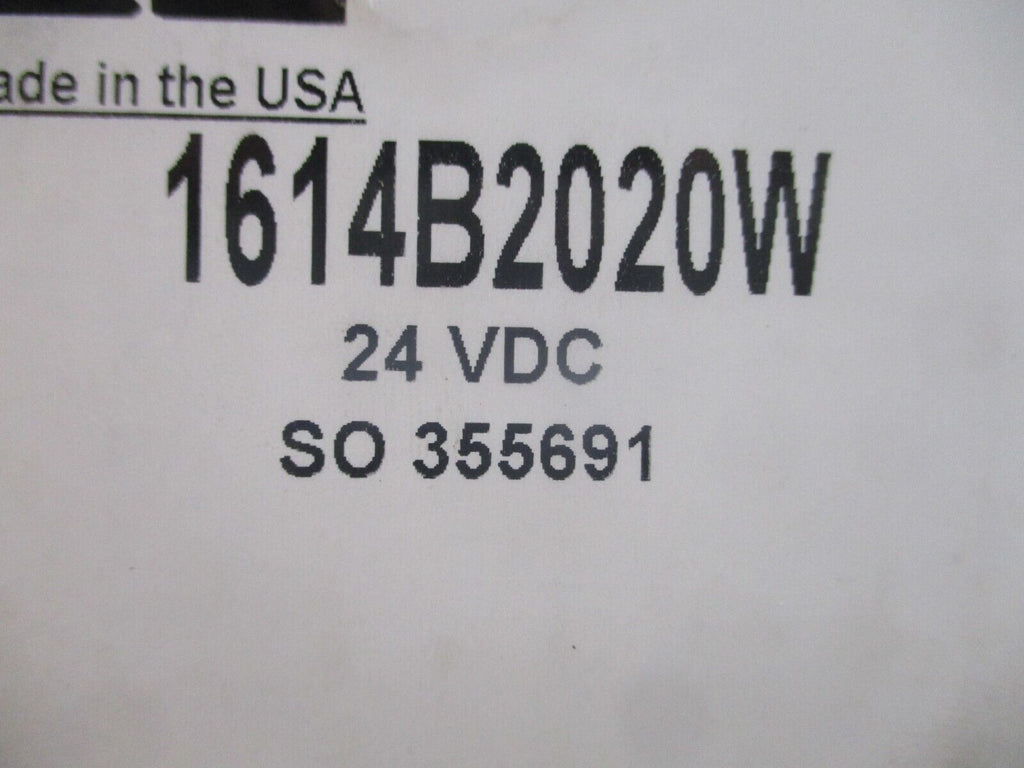 ade in the USA
1614B2020W
24 VDC
SO 355691